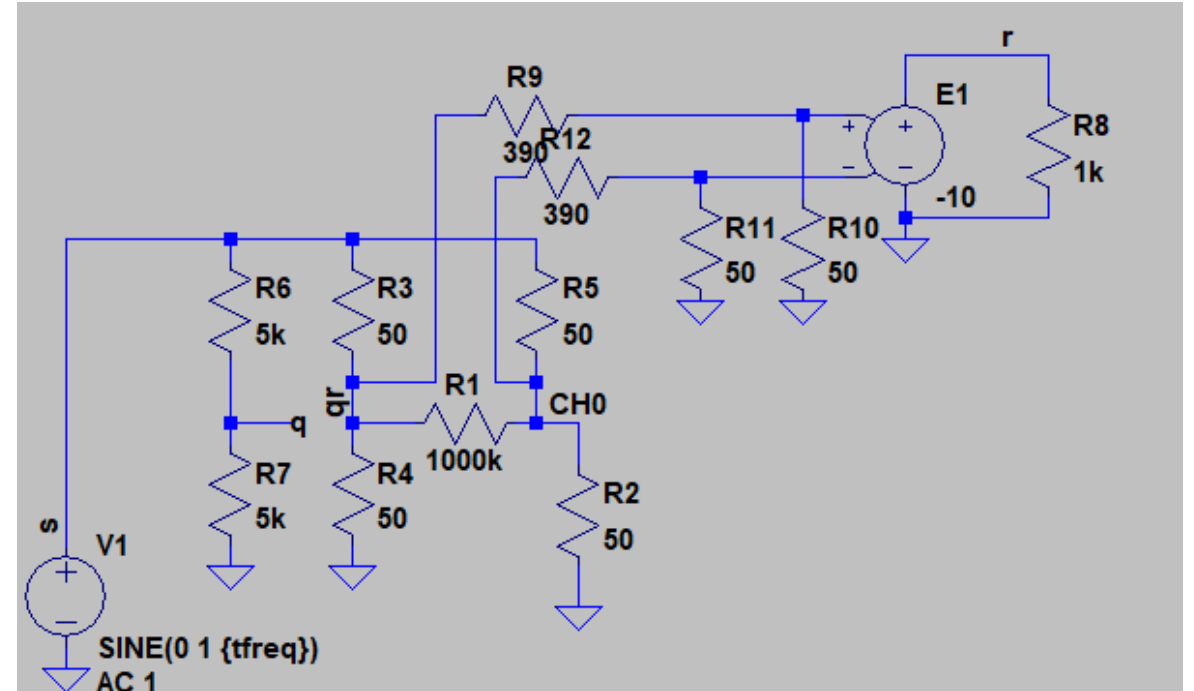 r
R9
E1
R12
390
R8
1k
390
-10
R11
R10
50
50
R6
R3
R5
5k
50
50
qr
R1
CH0
q
1000k
R7
R4
R2
5k
50
50
s
V1
SINE(0 1 {tfreq})
AC 1